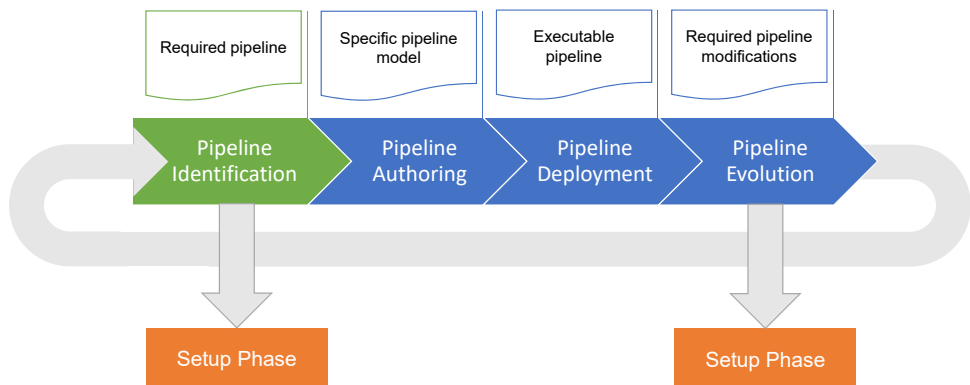 Required pipeline
Specific pipeline
model
Executable
pipeline
Required pipeline
modifications
Pipeline
Identification
Pipeline
Authoring
Pipeline
Deployment
Pipeline
Evolution
Setup Phase
Setup Phase